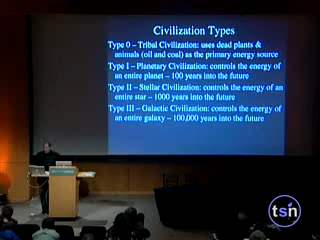 Civilization Types
Type 0 – Tribal Civilization: uses dead plants &
animals (oil and coal) as the primary energy source
Type I – Planetary Civilization: controls the energy of
an entire planet – 100 years into the future
Type II – Stellar Civilization: controls the energy of an
entire star – 1000 years into the future
Type III – Galactic Civilization: controls the energy of
an entire galaxy – 100,000 years into the future
tsn